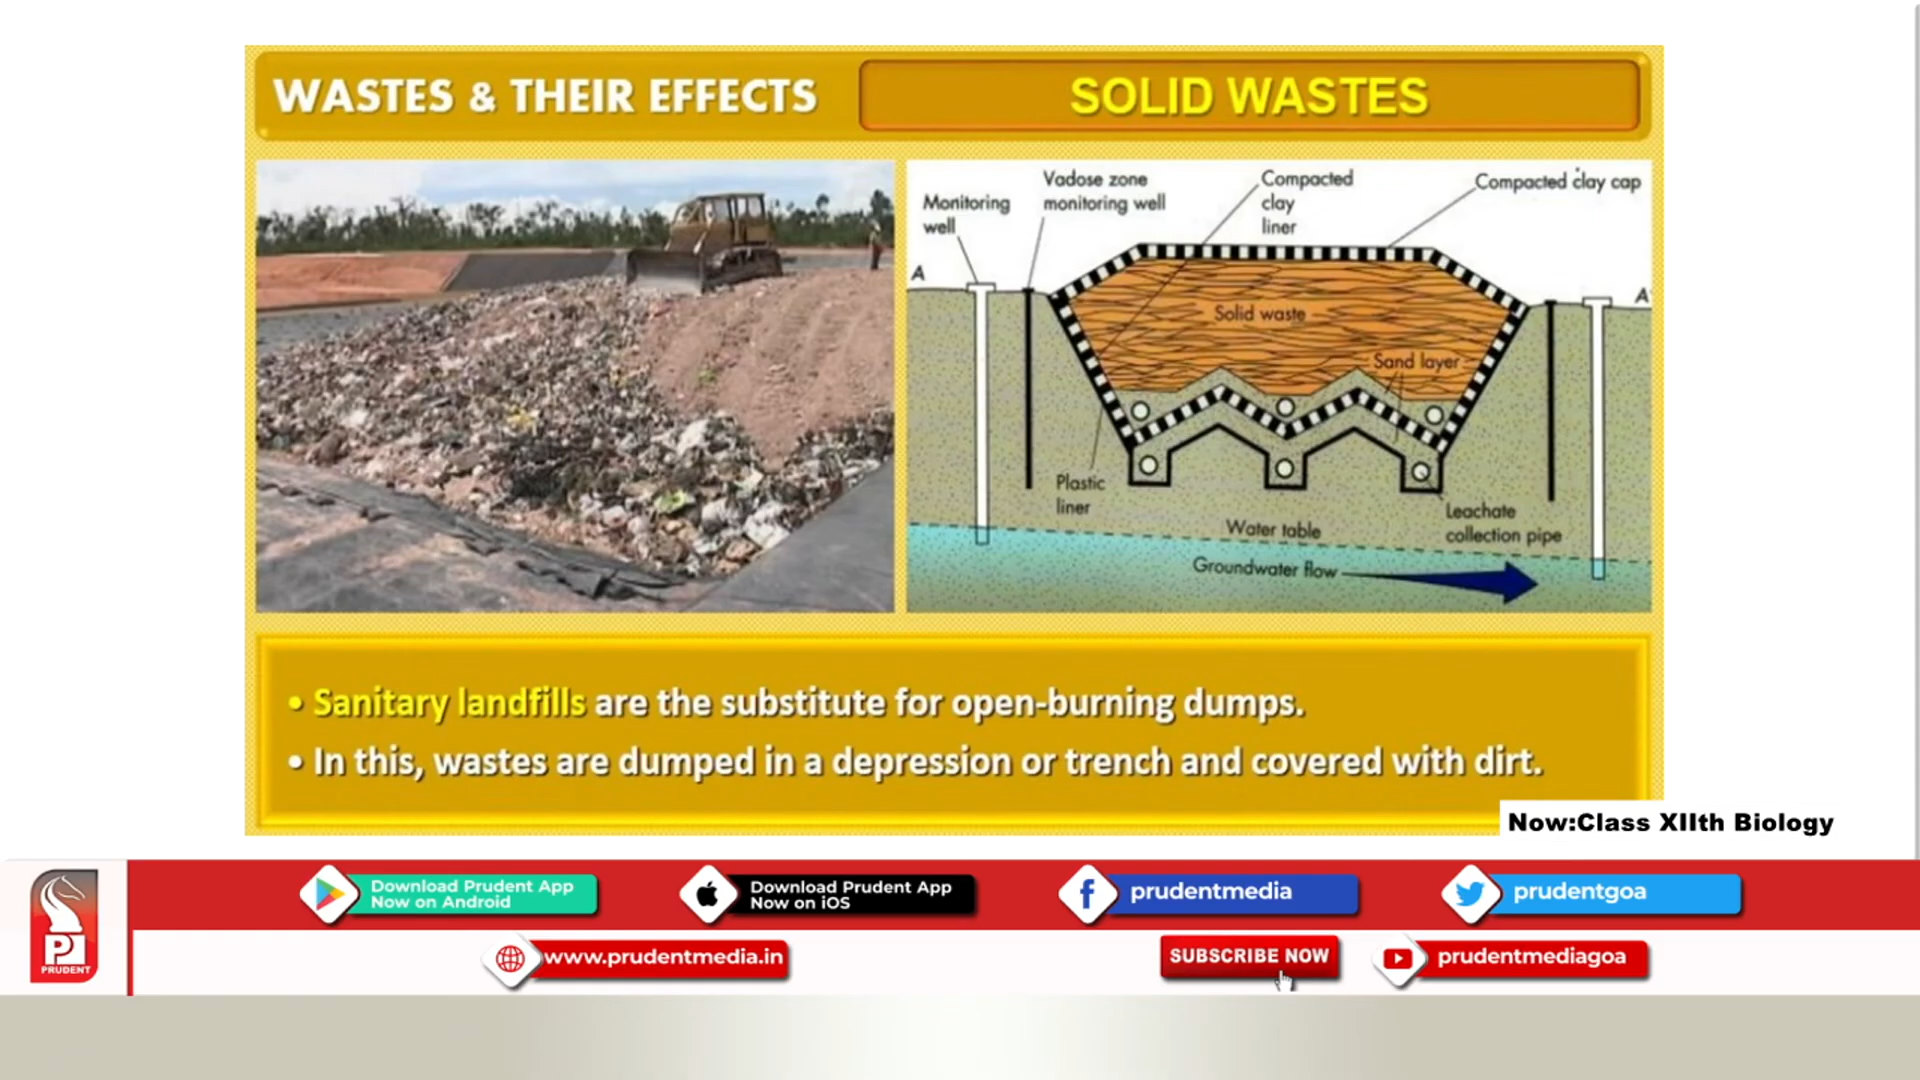 WASTES & THEIR EFFECTS
SOLID WASTES
Monitoring
well
Vadose zone
monitoring well
Compacted
clay
liner
Compacted clay cap
A
A
Solid waste
Sand layer
Plastic
liner
Leachate
collection pipe
Water table
Groundwater flow
• Sanitary landfills are the substitute for open-burning dumps.
• In this, wastes are dumped in a depression or trench and covered with dirt.
Now:Class XIIth Biology
PRUDENT
Download Prudent App
Now on Android
Download Prudent App
Now on iOS
prudentmedia
prudentgoa
www.prudentmedia.in
SUBSCRIBE NOW
prudentmediagoa